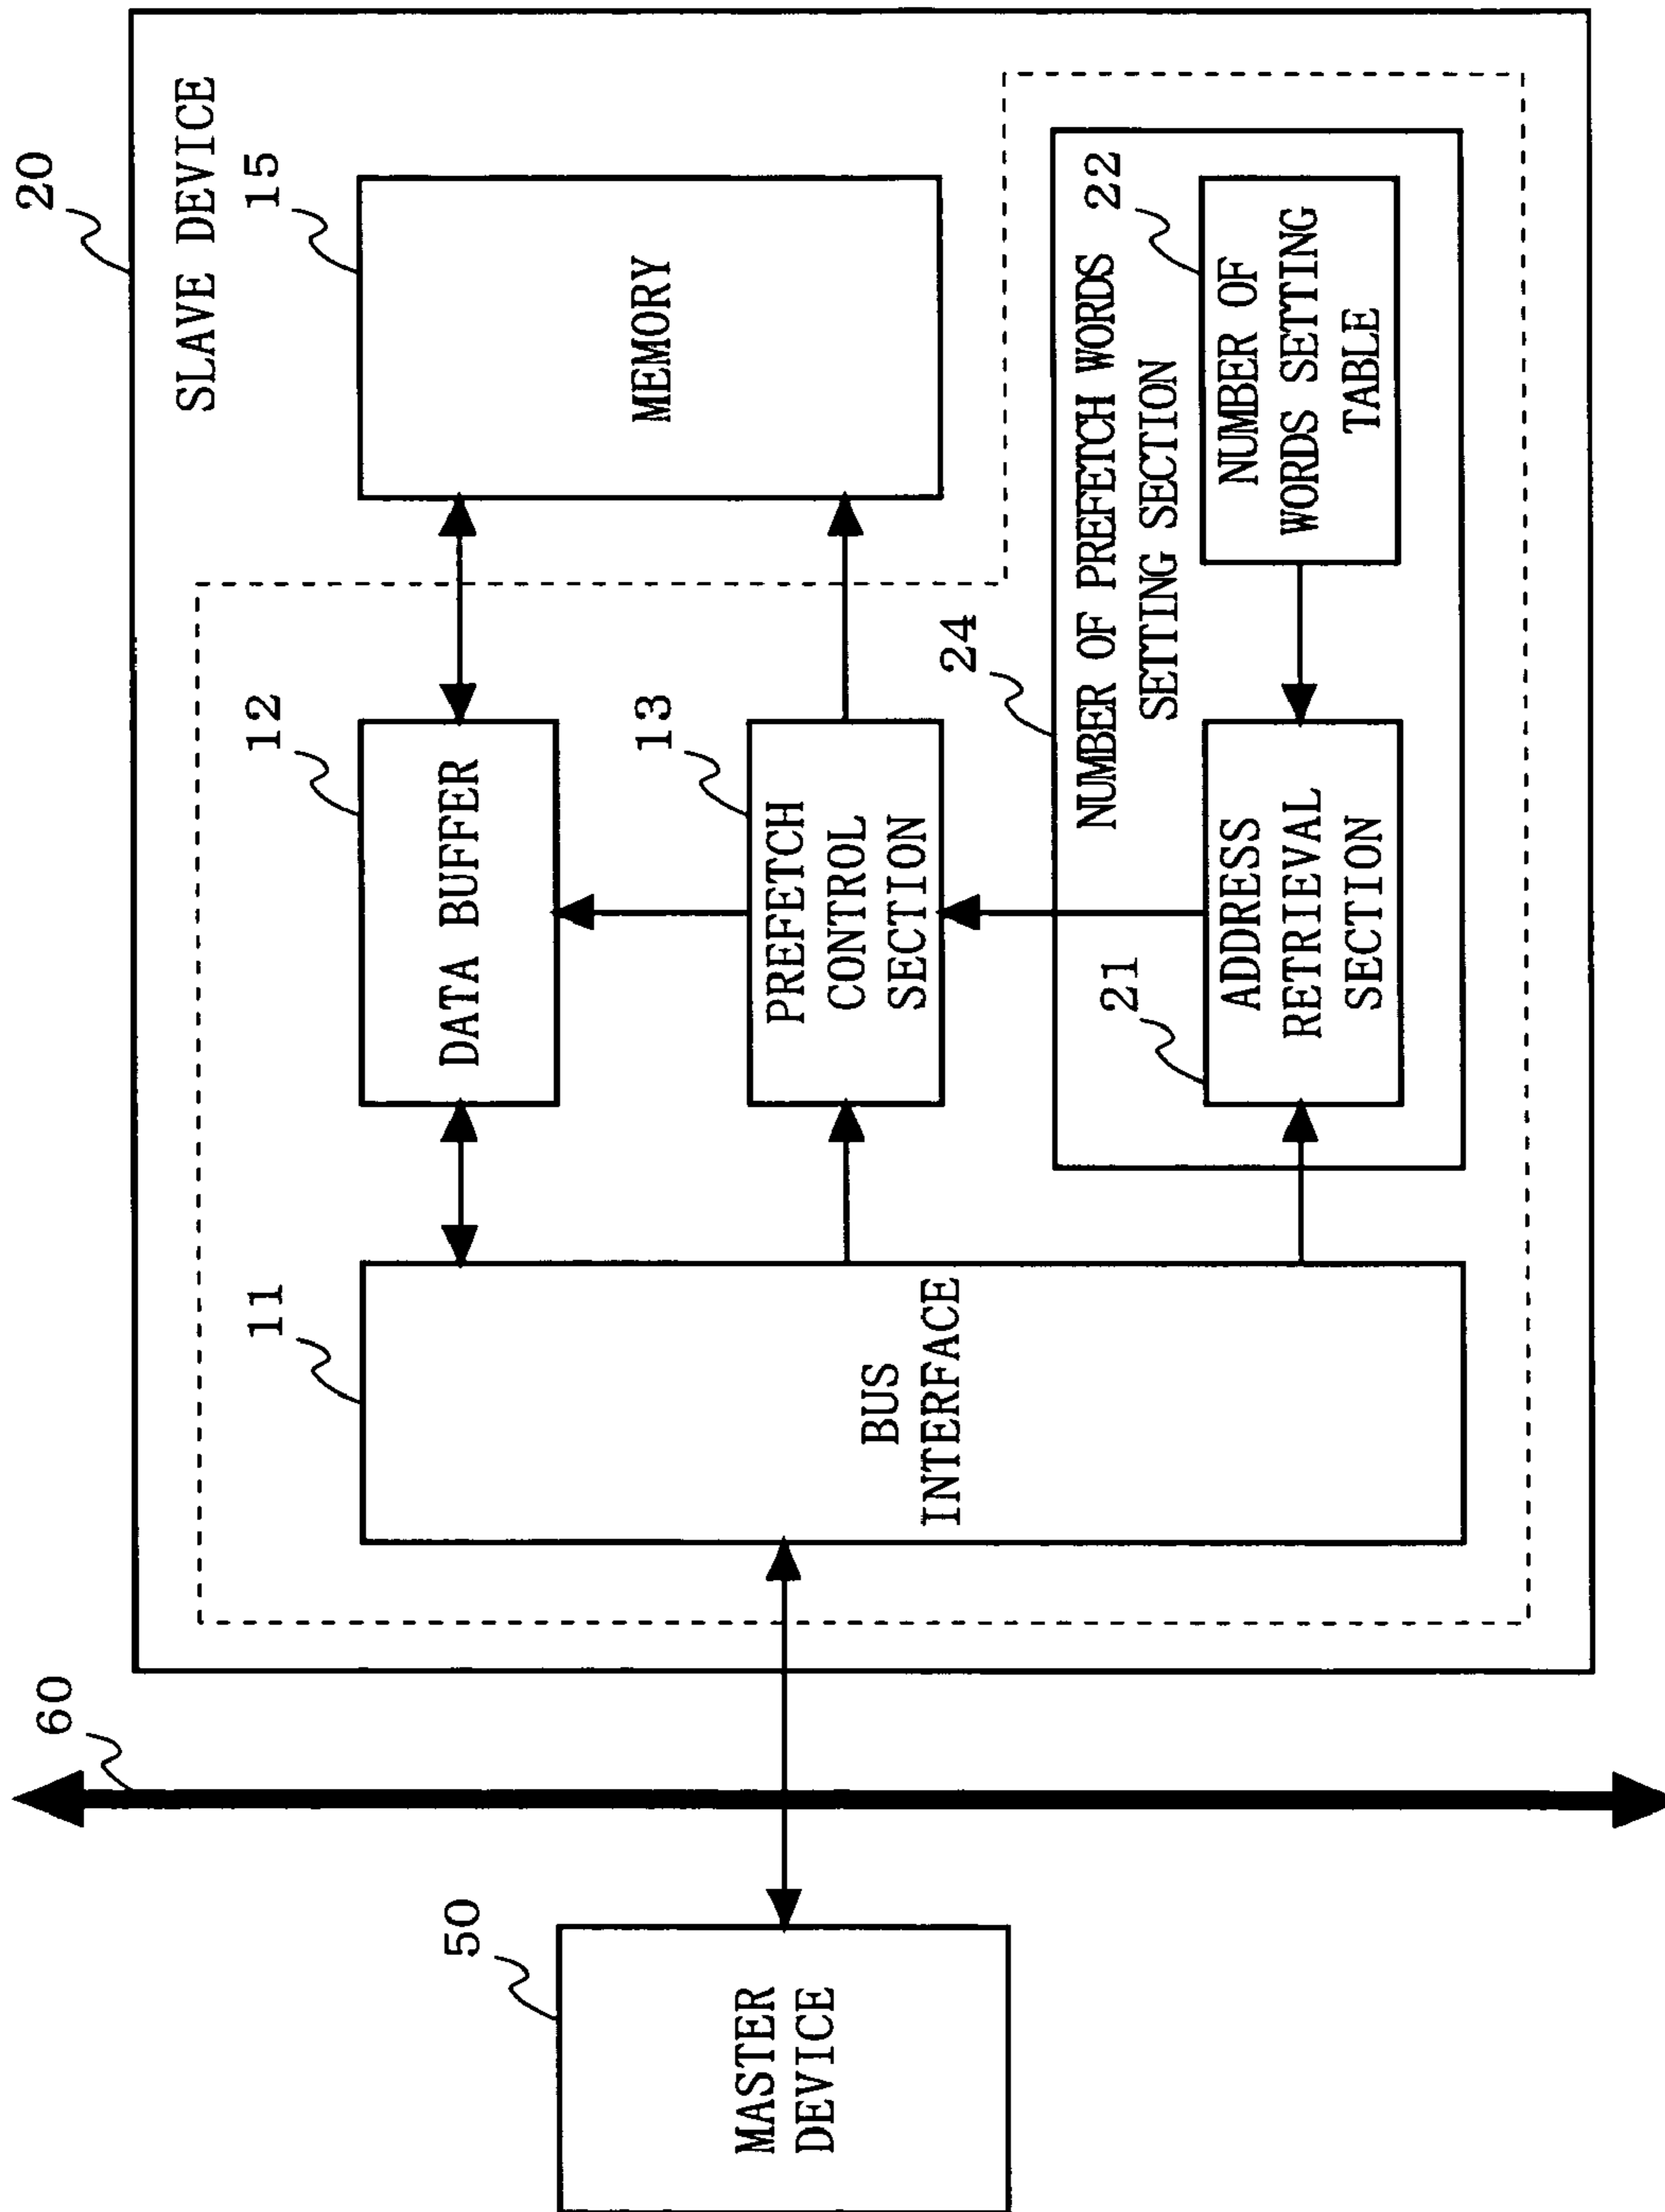 20
SLAVE DEVICE
60
11
12
15
50
DATA BUFFER
MEMORY
MASTER
DEVICE
BUS
INTERFACE
13
PREFETCH
CONTROL
SECTION
24
NUMBER OF PREFETCH WORDS
SETTING SECTION
21
ADDRESS
RETRIEVAL
SECTION
22
NUMBER OF
WORDS SETTING
TABLE